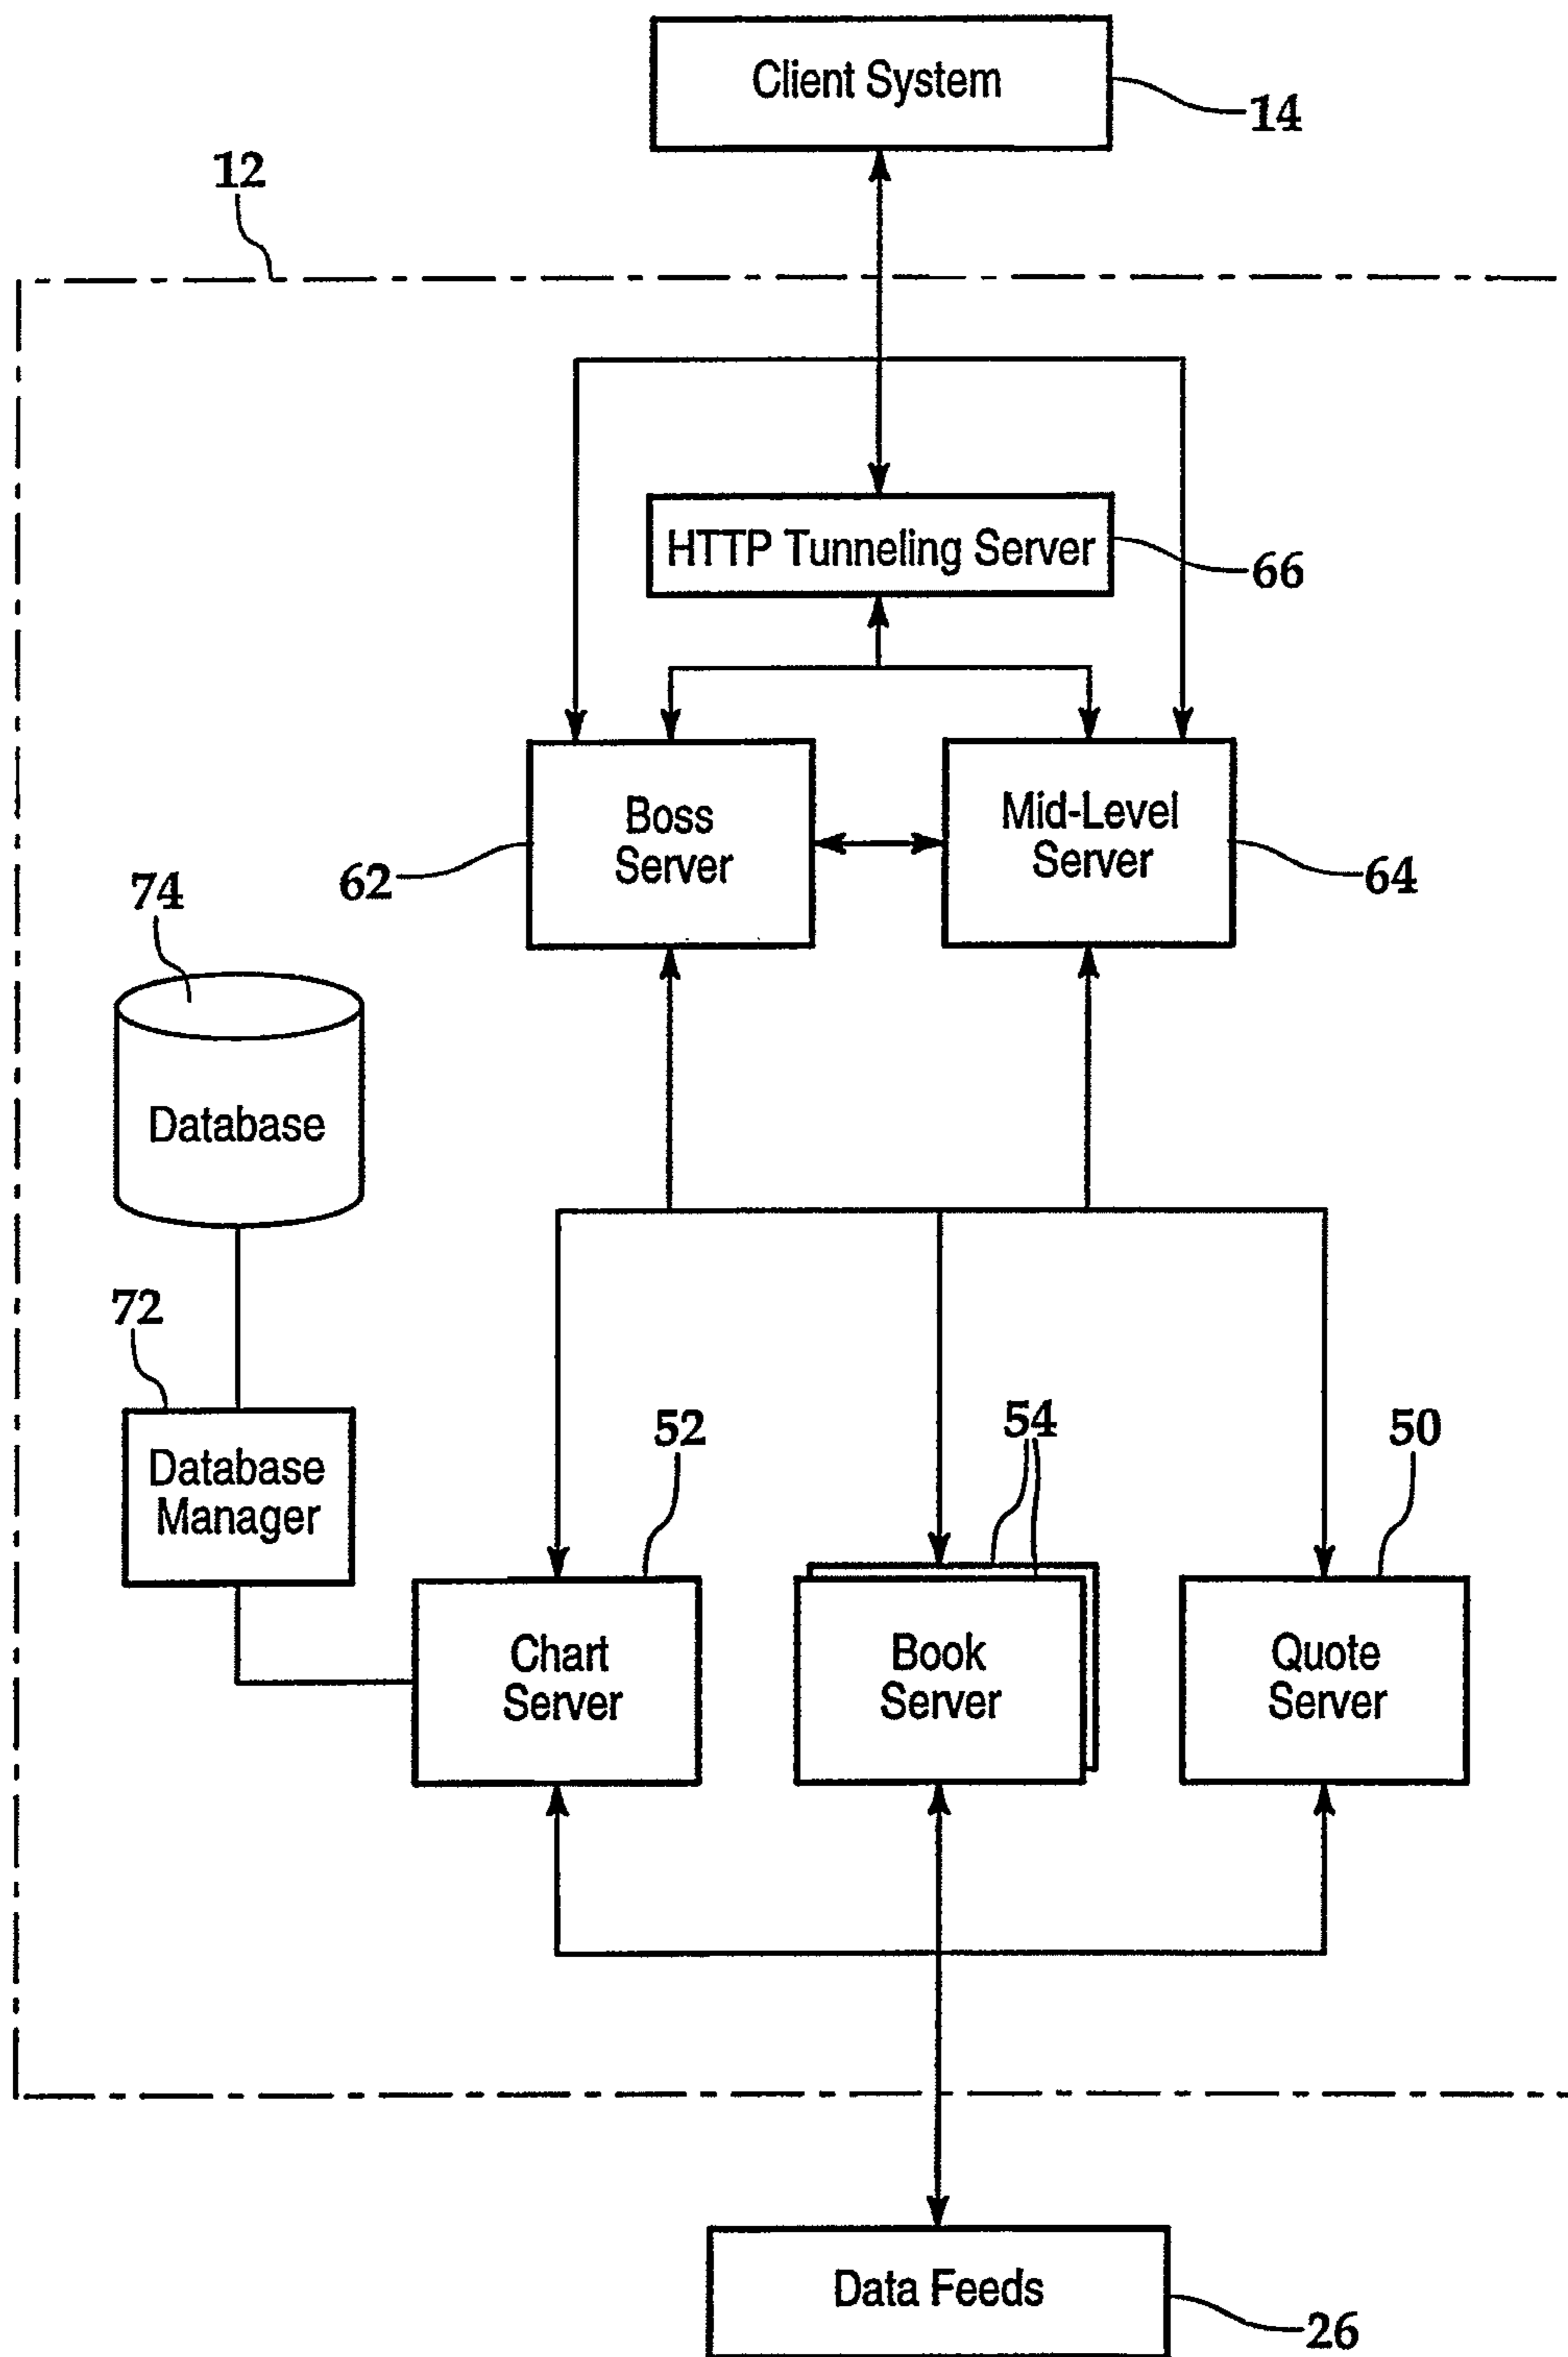 Client System
14
12
HTTP Tunneling Server
66
Boss
Server
62
Mid-Level
Server
64
74
Database
72
Database
Manager
52
54
50
Chart
Server
Book
Server
Quote
Server
Data Feeds
26